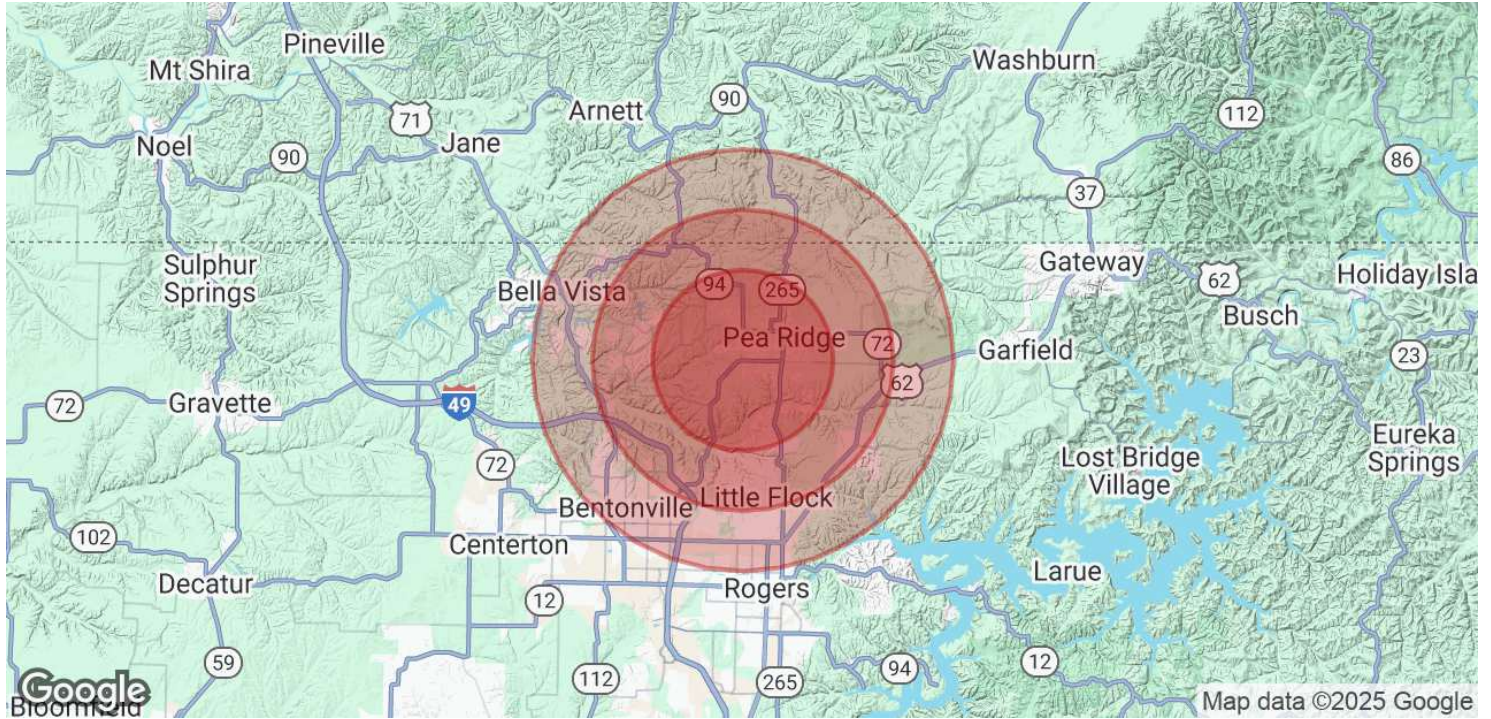 Pineville
Washburn
Mt Shira
90
Arnett
71
112
Noel
Jane
90
86
37
Sulphur
Springs
Gateway
62
Holiday Isla
Bella Vista
94
265
Busch
Pea Ridge
72
Garfield
23
62
72
Gravette
49
Eureka
Springs
72
Lost Bridge
Village
Little Flock
Bentonville
102
Centerton
Decatur
Larue
Rogers
12
59
94
12
112
265
Google
Bloomfield
Map data ©2025 Google